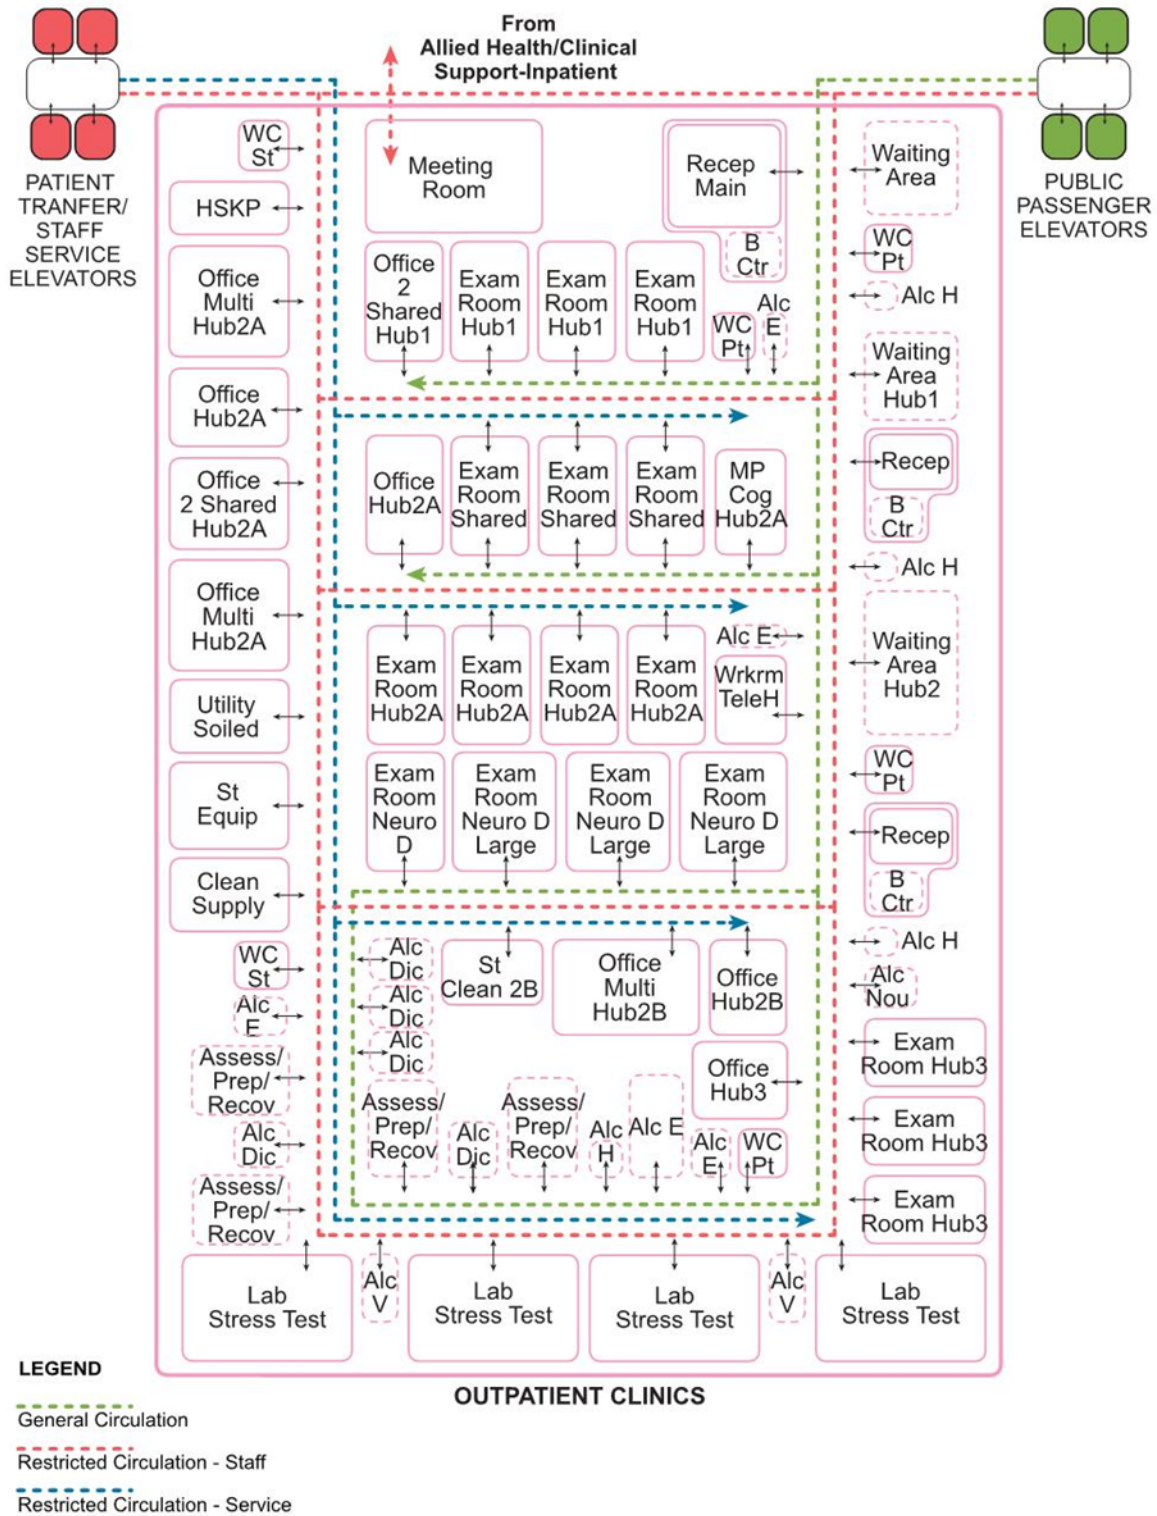 From
Allied Health/Clinical
Support-Inpatient
PATIENT
TRANFER/
STAFF
SERVICE
ELEVATORS
PUBLIC
PASSENGER
ELEVATORS
WC
St
Meeting
Room
Recep
Main
Waiting
Area
HSKP
B
Ctr
WC
Pt
Office
Multi
Hub2A
Office
2
Shared
Hub1
Exam
Room
Hub1
Exam
Room
Hub1
Exam
Room
Hub1
WC
Pt
Alc
E
Alc H
Waiting
Area
Hub1
Office
Hub2A
Office
2 Shared
Hub2A
Office
Hub2A
Exam
Room
Shared
Exam
Room
Shared
Exam
Room
Shared
MP
Cog
Hub2A
Recep
B
Ctr
Alc H
Office
Multi
Hub2A
Exam
Room
Hub2A
Exam
Room
Hub2A
Exam
Room
Hub2A
Exam
Room
Hub2A
Alc E
Wrkrm
TeleH
Waiting
Area
Hub2
Utility
Soiled
St
Equip
Exam
Room
Neuro
D
Exam
Room
Neuro D
Large
Exam
Room
Neuro D
Large
Exam
Room
Neuro D
Large
WC
Pt
Recep
B
Ctr
Clean
Supply
WC
St
Alc
Dic
Alc
Dic
Alc
Dic
St
Clean 2B
Office
Multi
Hub2B
Office
Hub2B
Alc H
Alc
Nou
Alc
E
Assess/
Prep/
Recov
Office
Hub3
Exam
Room Hub3
Alc
Dic
Assess/
Prep/
Recov
Alc
Dic
Assess/
Prep/
Recov
Alc
H
Alc E
Alc
E
WC
Pt
Exam
Room Hub3
Assess/
Prep/
Recov
Exam
Room Hub3
Lab
Stress Test
Alc
V
Lab
Stress Test
Lab
Stress Test
Alc
V
Lab
Stress Test
OUTPATIENT CLINICS
LEGEND
General Circulation
Restricted Circulation - Staff
Restricted Circulation - Service